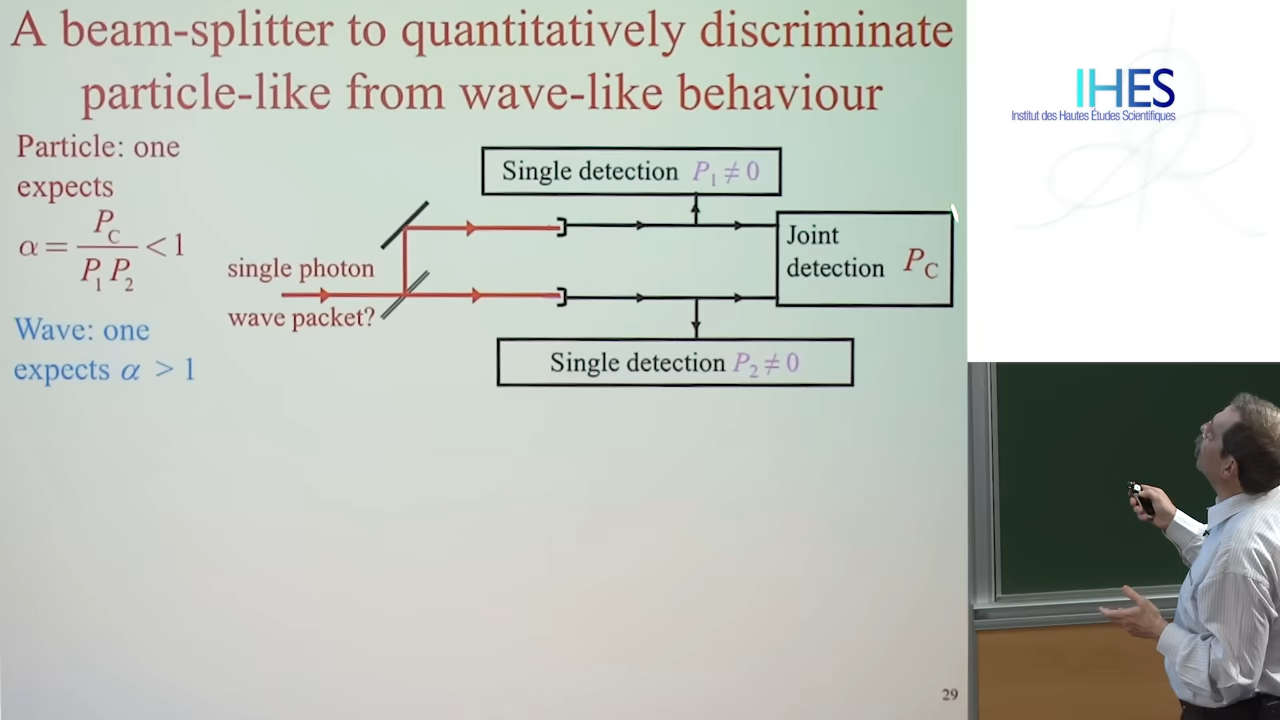 A beam-splitter to quantitatively discriminate
particle-like from wave-like behaviour
Particle: one
expects
α = P_C / P_1 P_2 < 1
Wave: one
expects α > 1
single photon
wave packet?
Single detection P_1 ≠ 0
Joint
detection P_C
Single detection P_2 ≠ 0
29
IHES
Institut des Hautes Études Scientifiques